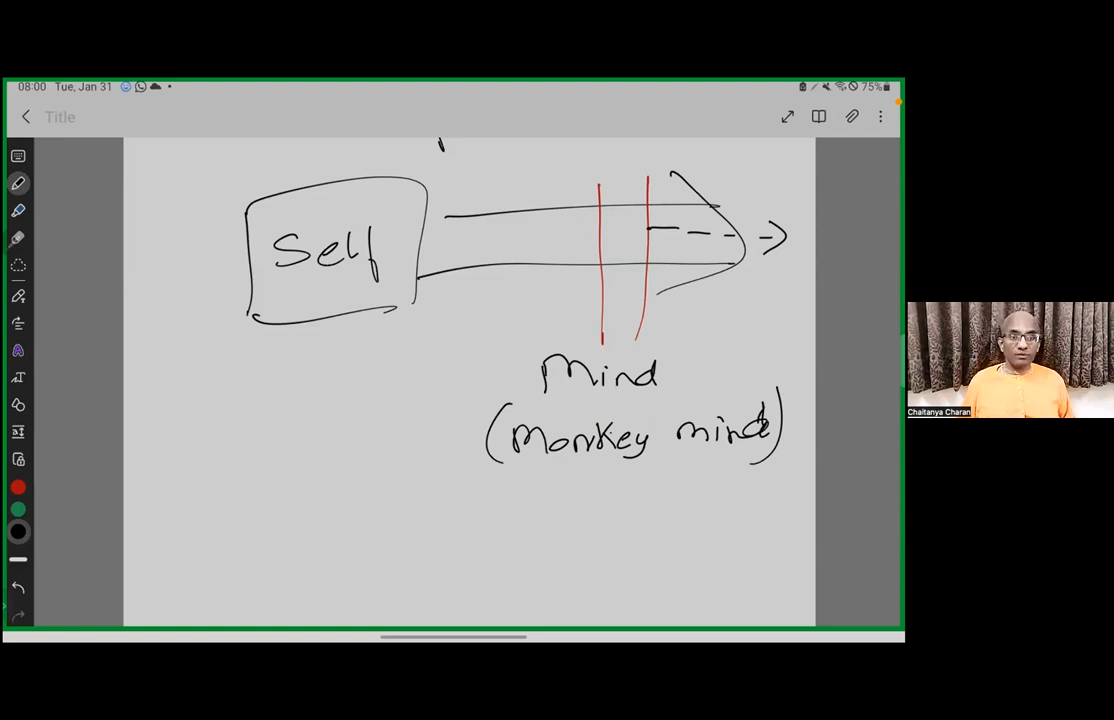 08:00 Tue, Jan 31 75%
Title
Self
Mind
(Monkey mind)
Chaitanya Charan